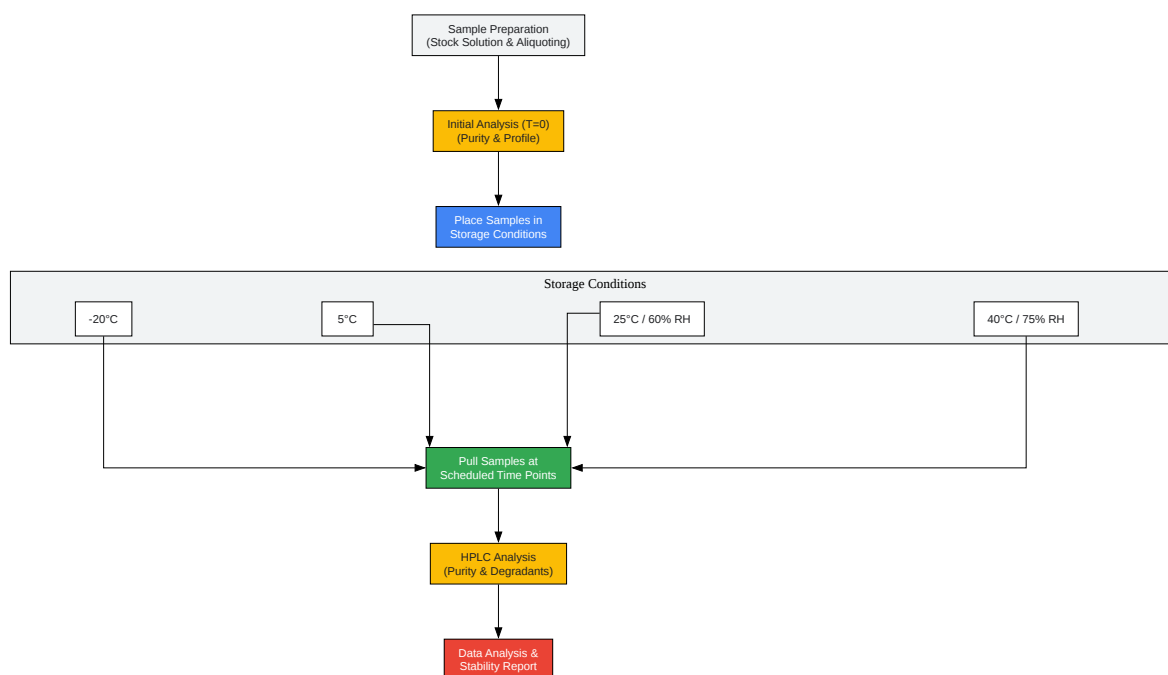 Sample Preparation
(Stock Solution & Aliquoting)
Initial Analysis (T=0)
(Purity & Profile)
Place Samples in
Storage Conditions
Storage Conditions
-20°C
5°C
25°C / 60% RH
40°C / 75% RH
Pull Samples at
Scheduled Time Points
HPLC Analysis
(Purity & Degradants)
Data Analysis &
Stability Report